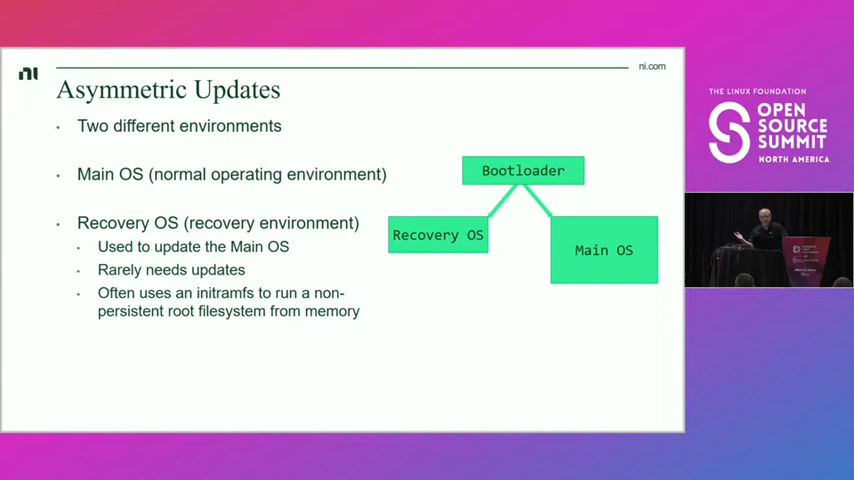 ni
ni.com
Asymmetric Updates
Two different environments
Main OS (normal operating environment)
Recovery OS (recovery environment)
Used to update the Main OS
Rarely needs updates
Often uses an initramfs to run a non-
persistent root filesystem from memory
Bootloader
Recovery OS
Main OS
THE LINUX FOUNDATION
OPEN
SOURCE
SUMMIT
NORTH AMERICA